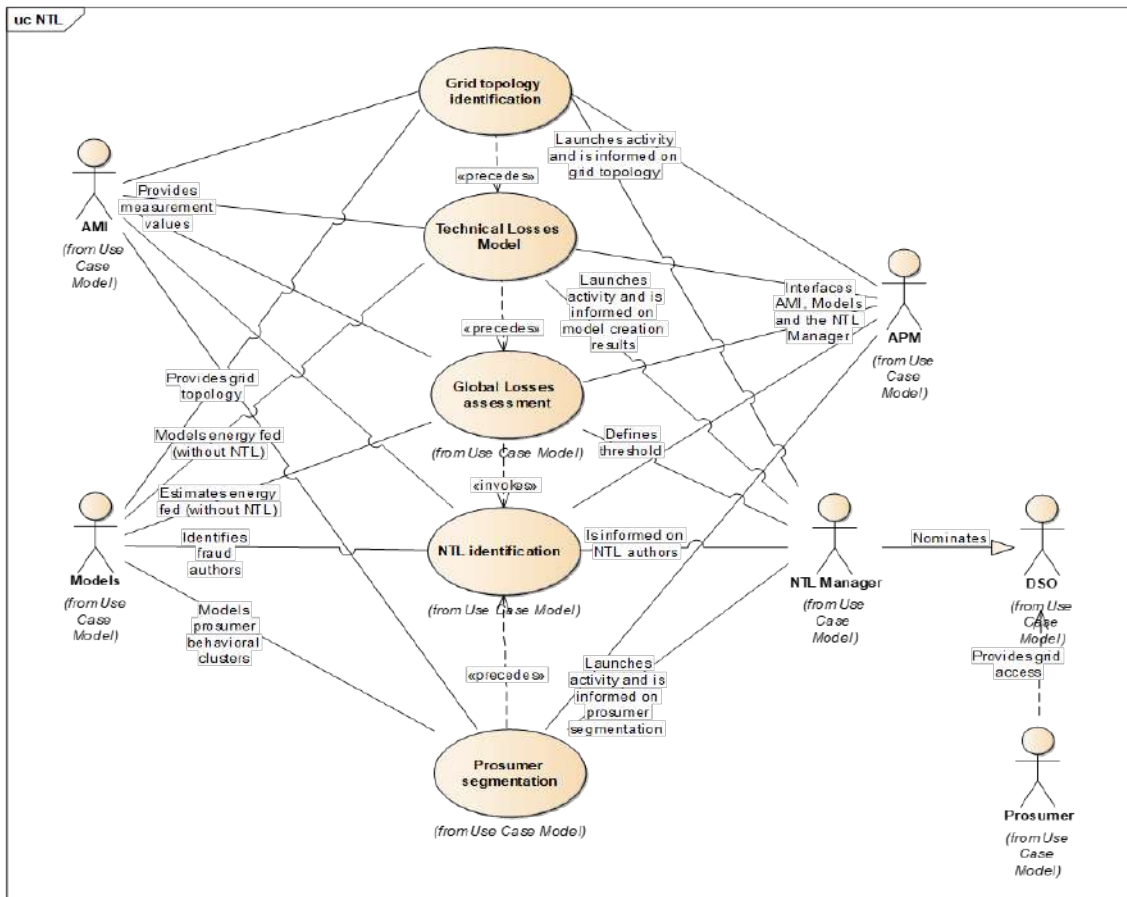 uc NTL
Grid topology
identification
Launches activity
and is informed on
grid topology
«precedes»
Provides
measurement
values
AMI
(from Use
Case
Model)
Technical Losses
Model
Launches
activity and is
informed on
model creation
results
Interfaces
AMI, Models
and the NTL
Manager
APM
(from Use
Case
Model)
«precedes»
Provides grid
topology
Global Losses
assessment
(from Use Case Model)
Models energy fed
(without NTL)
Defines
threshold
«invokes»
Estimates energy
fed (without NTL)
Identifies
fraud
authors
Models
(from Use
Case
Model)
NTL identification
(from Use Case Model)
Is informed on
NTL authors
NTL Manager
(from Use
Case
Model)
Nominates
DSO
(from Use
Case
Model)
Models
prosumer
behavioral
clusters
«precedes»
Launches
activity and is
informed on
prosumer
segmentation
Provides grid
access
Prosumer
segmentation
(from Use Case Model)
Prosumer
(from Use
Case
Model)